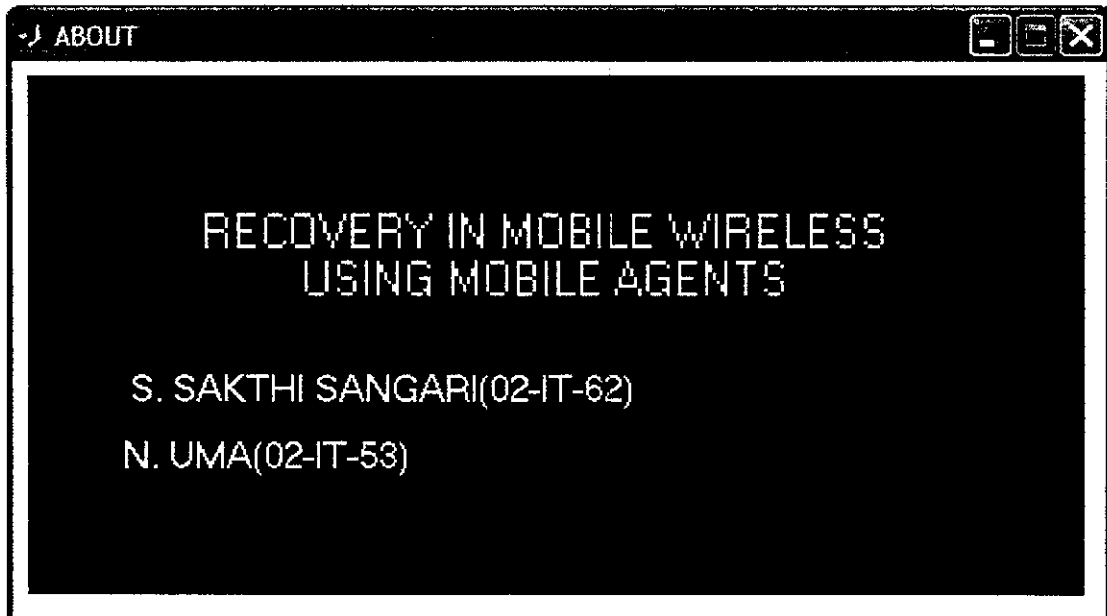 ABOUT
RECOVERY IN MOBILE WIRELESS
USING MOBILE AGENTS
S. SAKTHI SANGARI(02-IT-62)
N. UMA(02-IT-53)